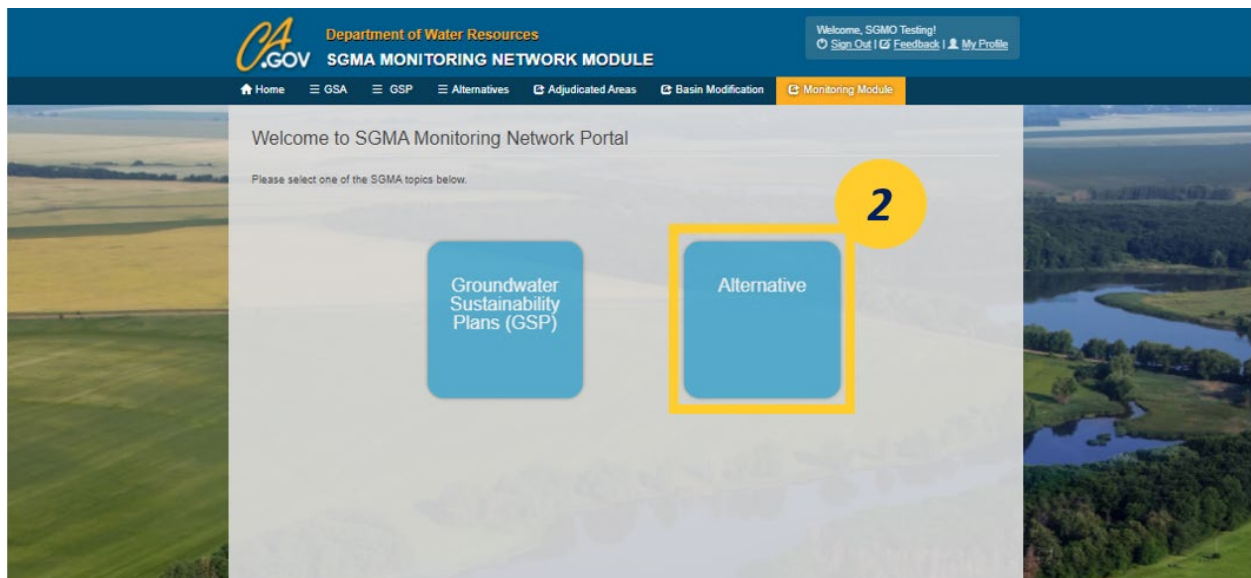 CA
.GOV
Department of Water Resources
SGMA MONITORING NETWORK MODULE
Welcome, SGMO Testing!
Sign Out | Feedback | My Profile
Home GSA GSP Alternatives Adjudicated Areas Basin Modification Monitoring Module
Welcome to SGMA Monitoring Network Portal
Please select one of the SGMA topics below.
2
Groundwater
Sustainability
Plans (GSP)
Alternative